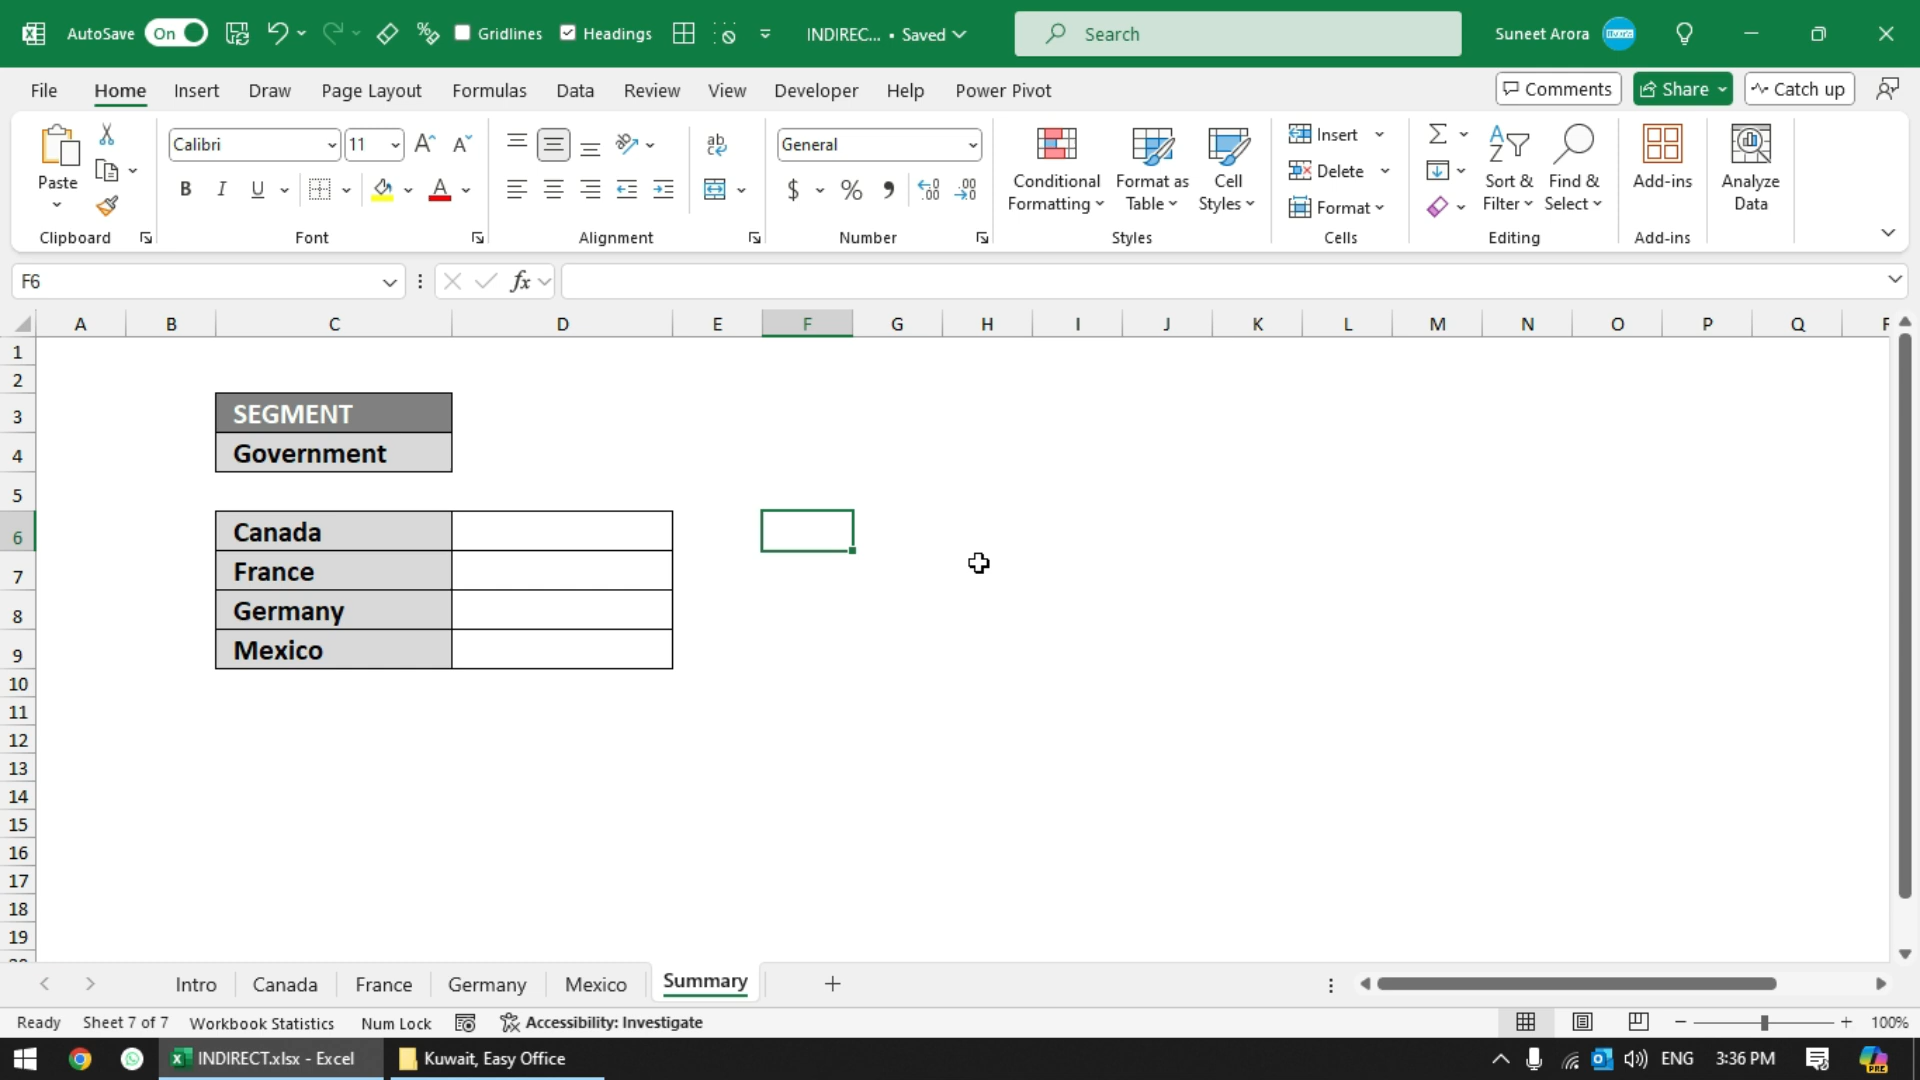 AutoSave On Gridlines Headings INDIREC... • Saved Search Suneet Arora
File Home Insert Draw Page Layout Formulas Data Review View Developer Help Power Pivot Comments Share Catch up
Paste Calibri 11 General Conditional Formatting Format as Table Cell Styles Insert Delete Format Sort & Filter Find & Select Add-ins Analyze Data
Clipboard Font Alignment Number Styles Cells Editing Add-ins
F6 fx
A B C D E F G H I J K L M N O P Q
1
2
3 SEGMENT
4 Government
5
6 Canada
7 France
8 Germany
9 Mexico
10
11
12
13
14
15
16
17
18
19
Intro Canada France Germany Mexico Summary
Ready Sheet 7 of 7 Workbook Statistics Num Lock Accessibility: Investigate 100%
INDIRECT.xlsx - Excel Kuwait, Easy Office ENG 3:36 PM